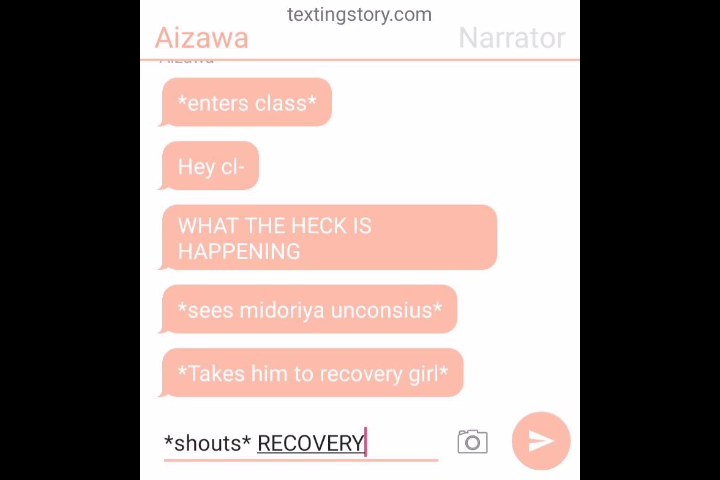 textingstory.com
Aizawa Narrator
Aizawa
*enters class*
Hey cl-
WHAT THE HECK IS
HAPPENING
*sees midoriya unconsius*
*Takes him to recovery girl*
*shouts* RECOVERY